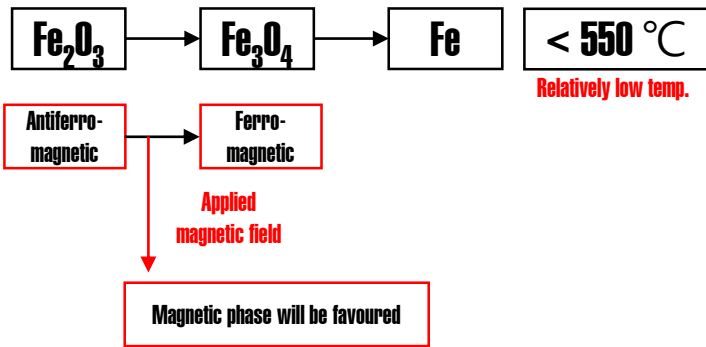 Fe₂O₃
Fe₃O₄
Fe
< 550 ℃
Relatively low temp.
Antiferro-
magnetic
Ferro-
magnetic
Applied
magnetic field
Magnetic phase will be favoured